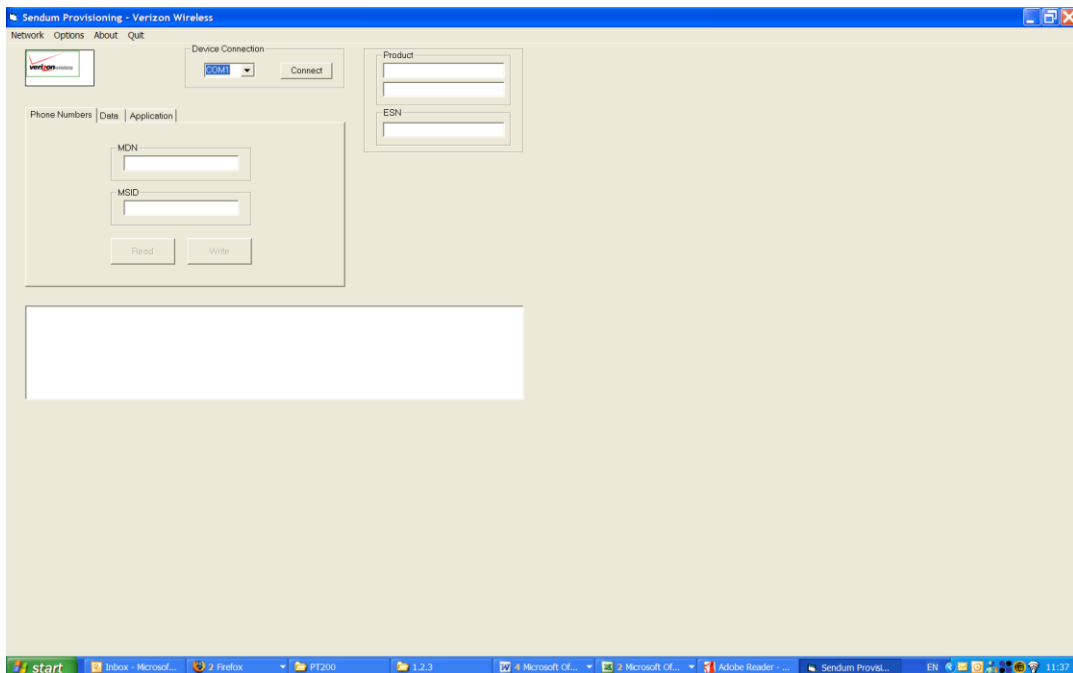 Sendum Provisioning - Verizon Wireless
Network Options About Quit
verizon wireless
Device Connection
COM1
Connect
Product
ESN
Phone Numbers
Data
Application
MDN
MSID
Read
Write
start
Inbox - Microsof...
2 Firefox
PT200
1.2.3
4 Microsoft Of...
2 Microsoft Of...
Adobe Reader - ...
Sendum Provisi...
EN
11:37